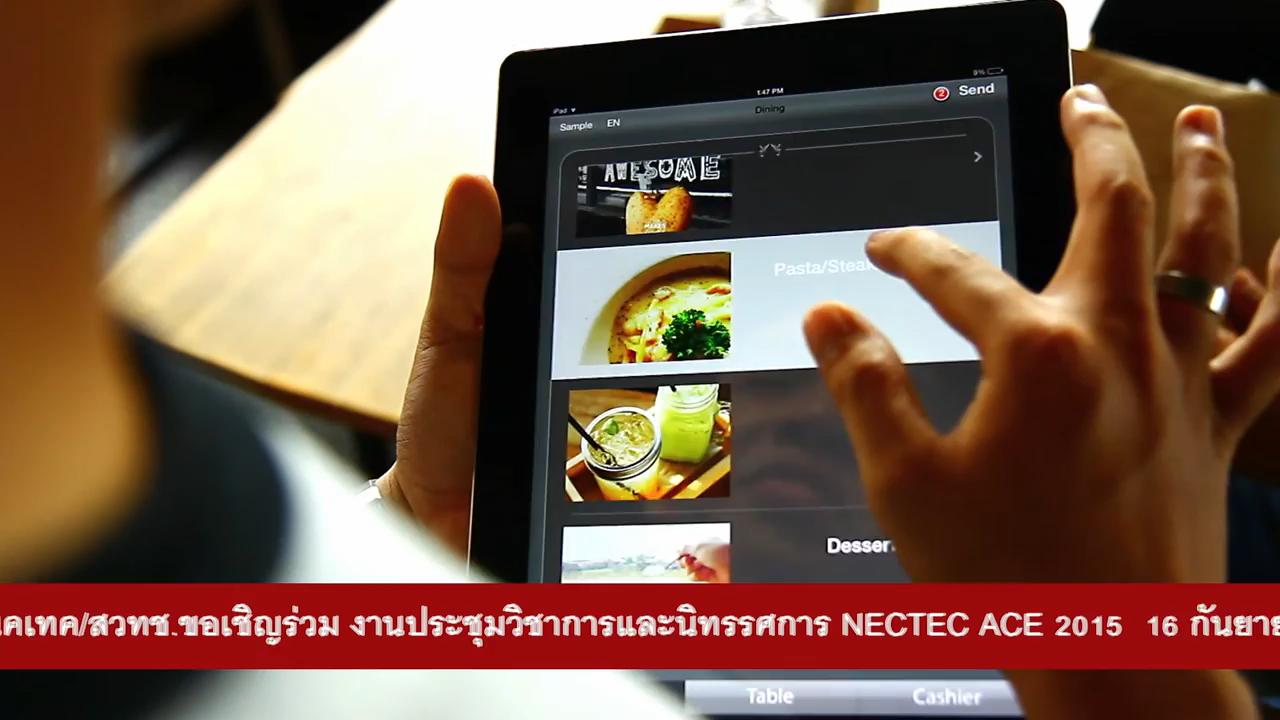 9%
iPad
1:47 PM
2 Send
Dining
Sample EN
AWESOME
MAKES
Pasta/Steak
Dessert
คเทค/สวทช.ขอเชิญร่วม งานประชุมวิชาการและนิทรรศการ NECTEC ACE 2015 16 กันยาย
Table Cashier